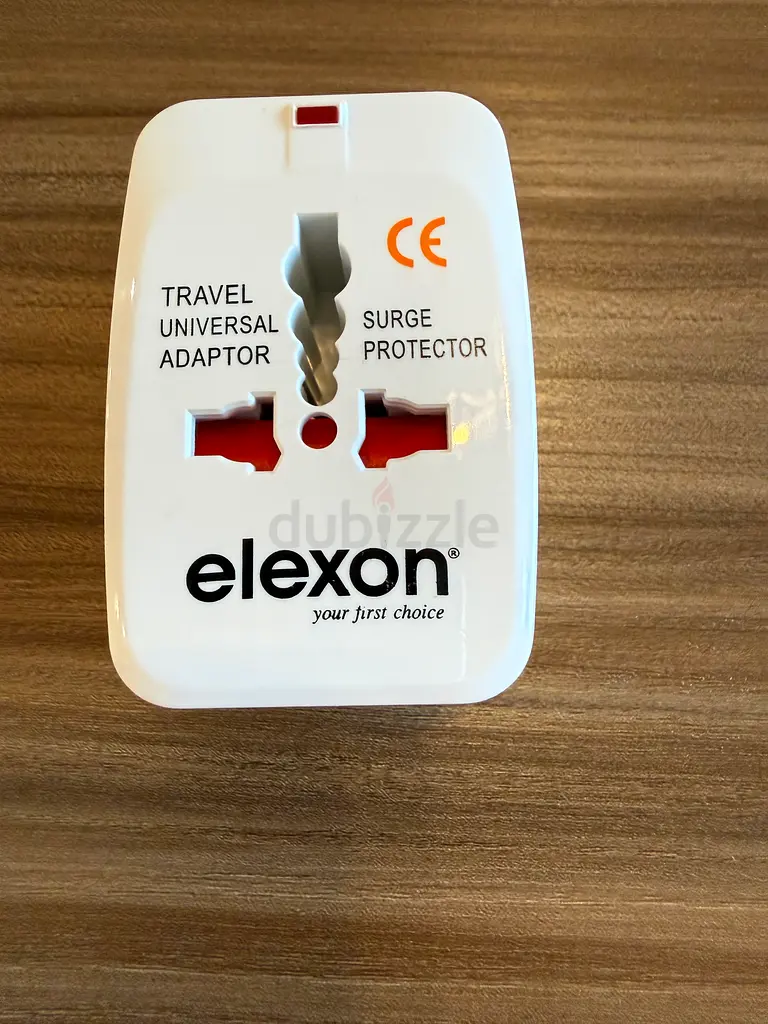 CE
TRAVEL
UNIVERSAL
ADAPTOR
SURGE
PROTECTOR
dubizzle
elexon®
your first choice